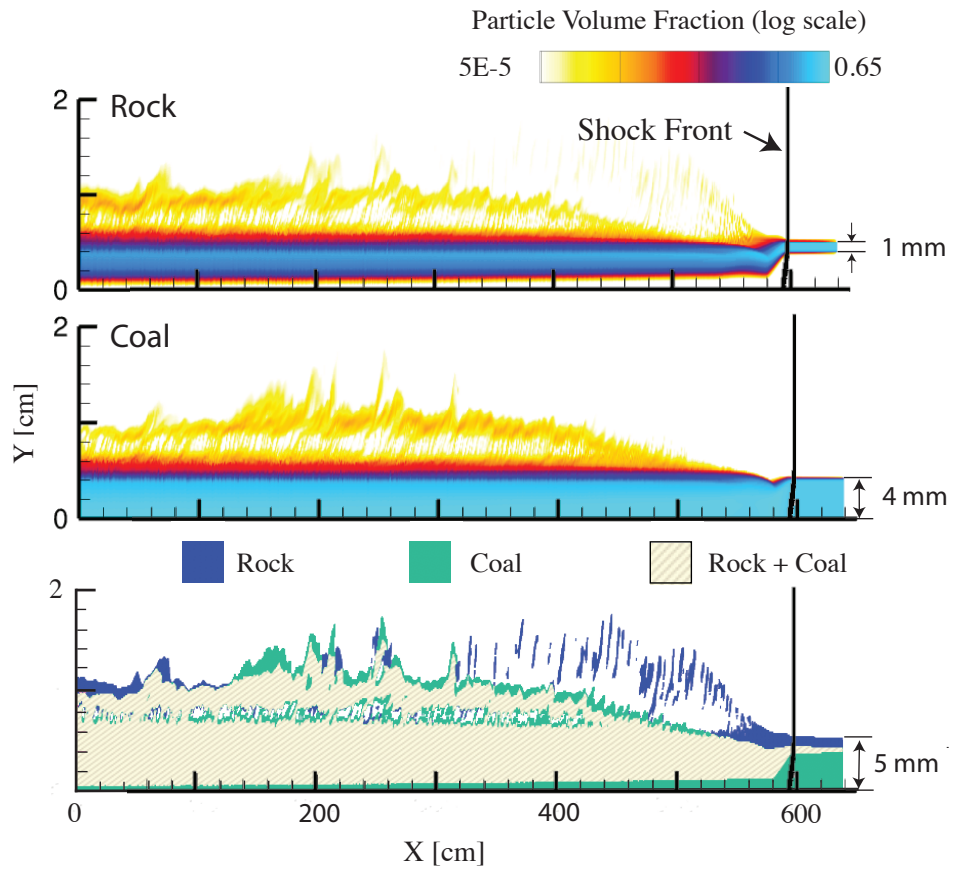 Particle Volume Fraction (log scale)
5E-5
0.65
2
Rock
Shock Front
1 mm
0
2
Coal
Y [cm]
4 mm
0
Rock
Coal
Rock + Coal
2
5 mm
0
200
400
600
X [cm]